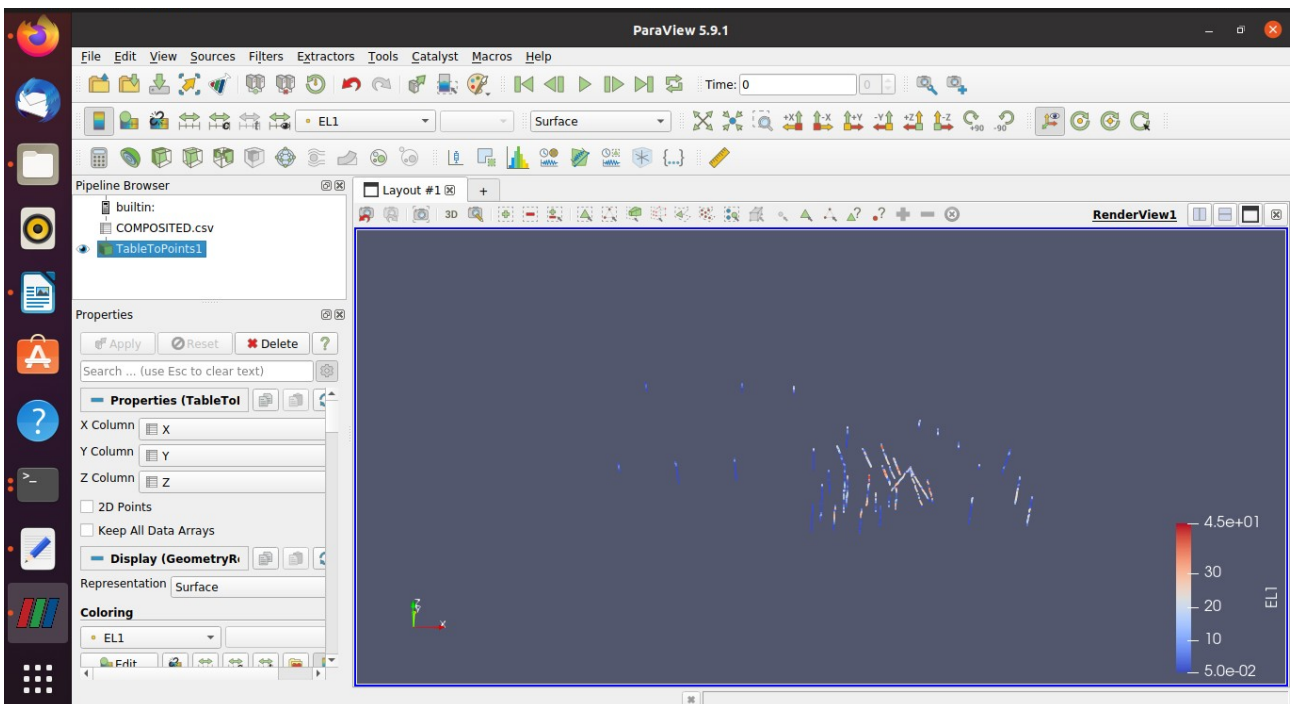 ParaView 5.9.1
File Edit View Sources Filters Extractors Tools Catalyst Macros Help
Time: 0 0
EL1 Surface +X -X +Y -Y +Z -Z +90 -90
Pipeline Browser
Layout #1 +
builtin:
3D
RenderView1
COMPOSITED.csv
TableToPoints1
Properties
Apply Reset Delete ?
Search ... (use Esc to clear text)
Properties (TableToI
X Column X
Y Column Y
Z Column Z
2D Points
Keep All Data Arrays
Display (GeometryR
Representation Surface
Coloring
EL1
Edit
Z
X
4.5e+01
30
20
10
5.0e-02
EL1